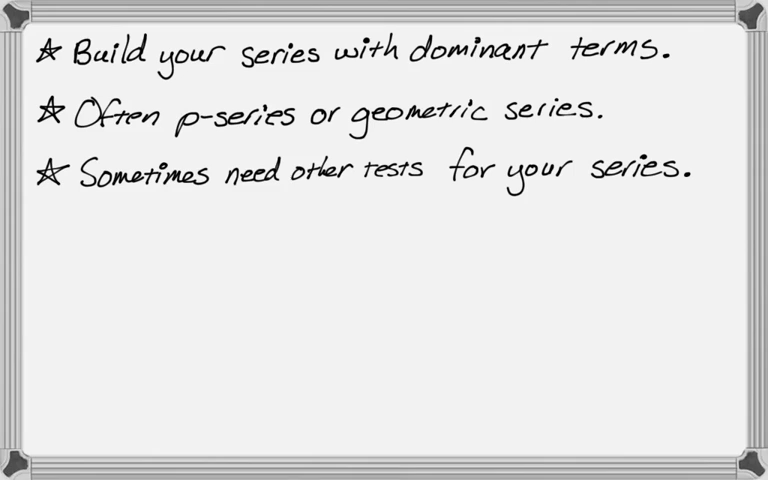 ☆ Build your series with dominant terms.
☆ Often p-series or geometric series.
☆ Sometimes need other tests for your series.